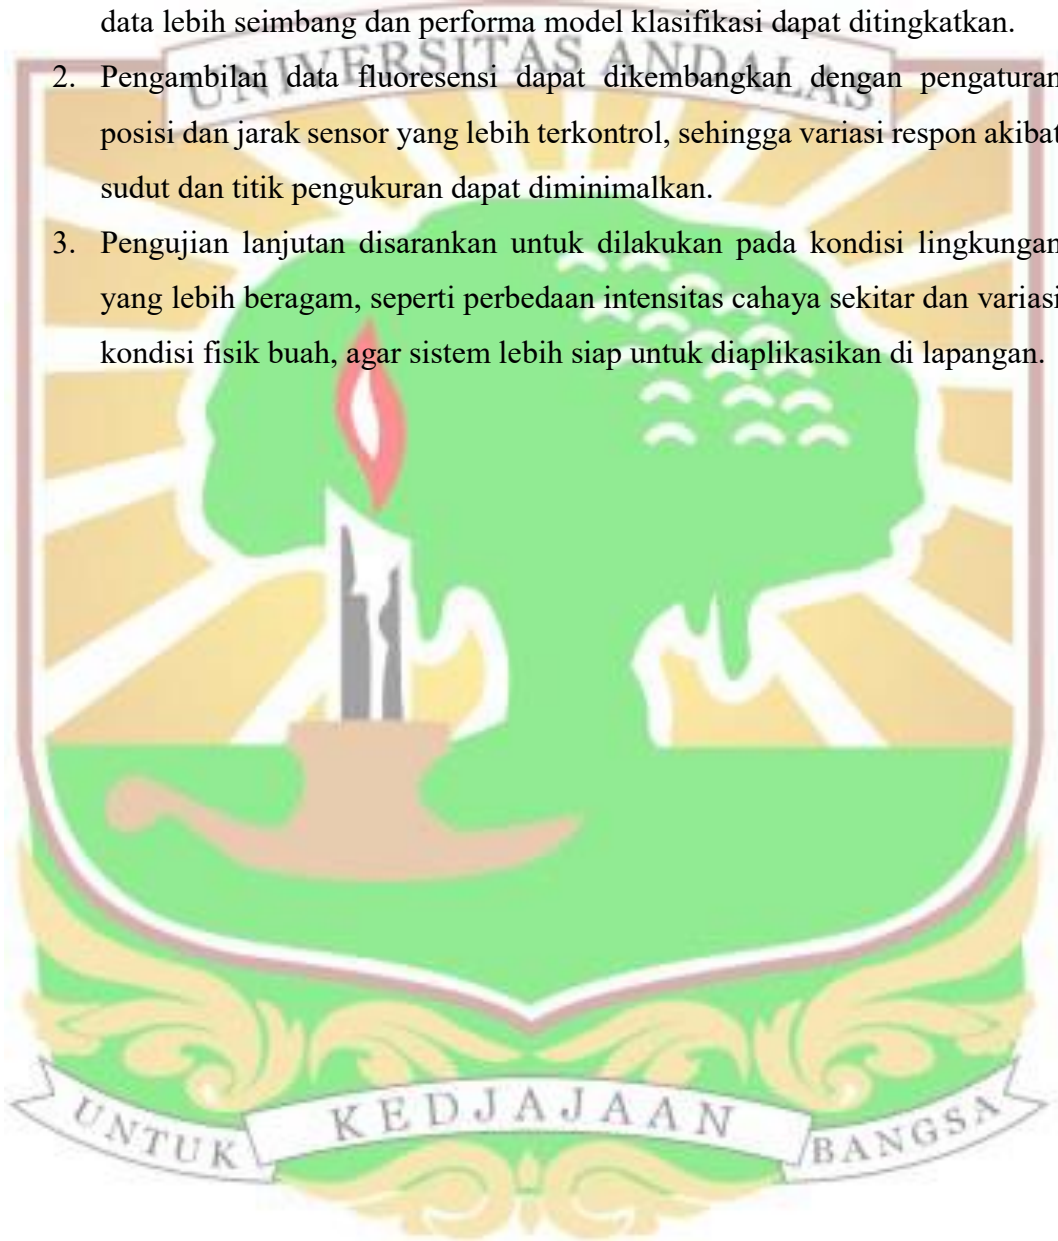 data lebih seimbang dan performa model klasifikasi dapat ditingkatkan.
UNIVERSITAS ANDALAS
2. Pengambilan data fluoresensi dapat dikembangkan dengan pengaturan
posisi dan jarak sensor yang lebih terkontrol, sehingga variasi respon akibat
sudut dan titik pengukuran dapat diminimalkan.
3. Pengujian lanjutan disarankan untuk dilakukan pada kondisi lingkungan
yang lebih beragam, seperti perbedaan intensitas cahaya sekitar dan variasi
kondisi fisik buah, agar sistem lebih siap untuk diaplikasikan di lapangan.
UNTUK KEDJAJAAN BANGSA